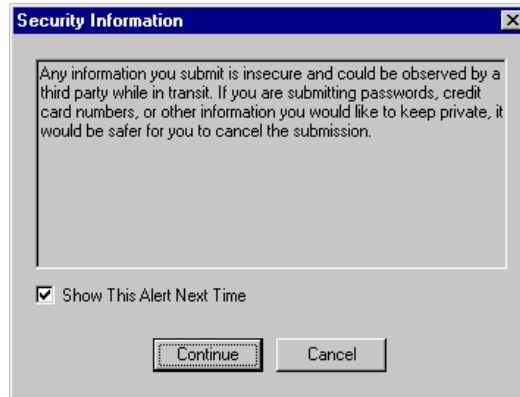 Security Information
Any information you submit is insecure and could be observed by a
third party while in transit. If you are submitting passwords, credit
card numbers, or other information you would like to keep private, it
would be safer for you to cancel the submission.
Show This Alert Next Time
Continue Cancel